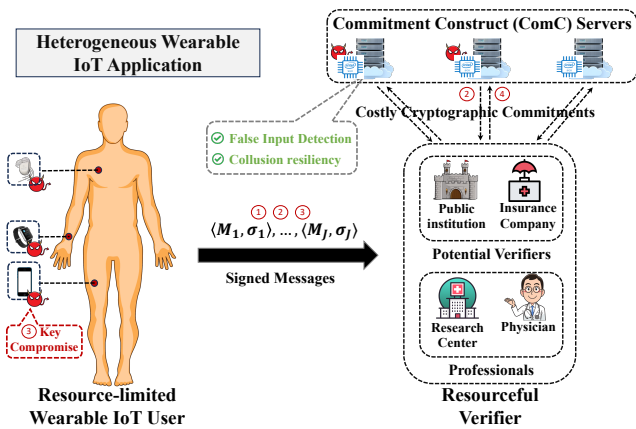 Commitment Construct (ComC) Servers
Heterogeneous Wearable
IoT Application
② ④
Costly Cryptographic Commitments
False Input Detection
Collusion resiliency
Public
institution
Insurance
Company
Potential Verifiers
① ② ③
⟨M₁, σ₁⟩, …, ⟨M_J, σ_J⟩
Signed Messages
Research
Center
Physician
Professionals
③ Key
Compromise
Resource-limited
Wearable IoT User
Resourceful
Verifier